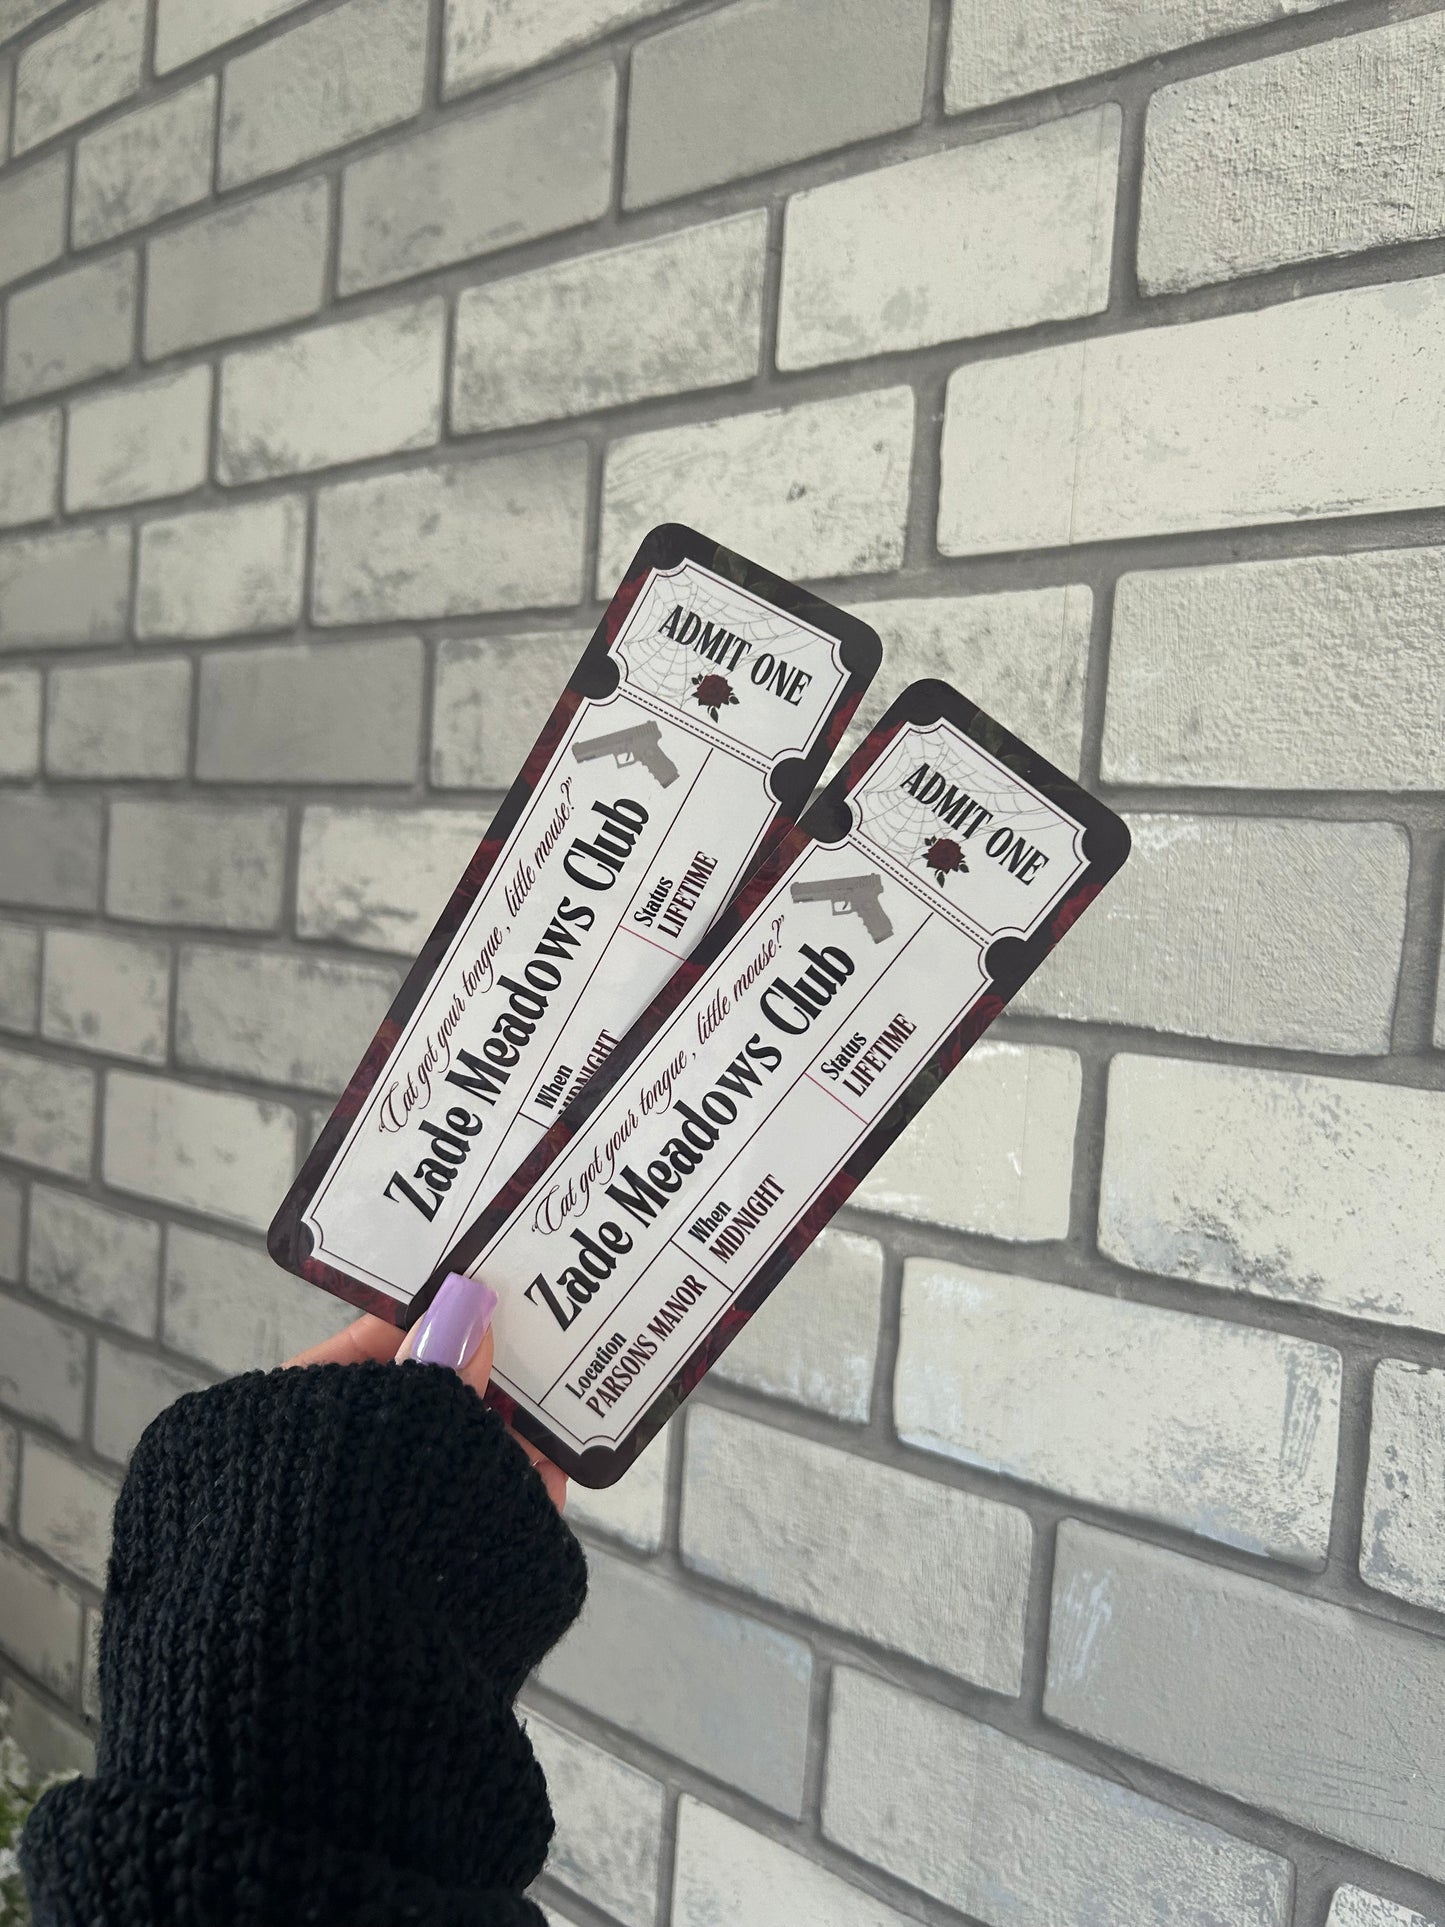 ADMIT ONE
"Cat got your tongue, little mouse?"
Zade Meadows Club
Status
LIFETIME
When
MIDNIGHT
ADMIT ONE
"Cat got your tongue, little mouse?"
Zade Meadows Club
Location
PARSONS MANOR
When
MIDNIGHT
Status
LIFETIME